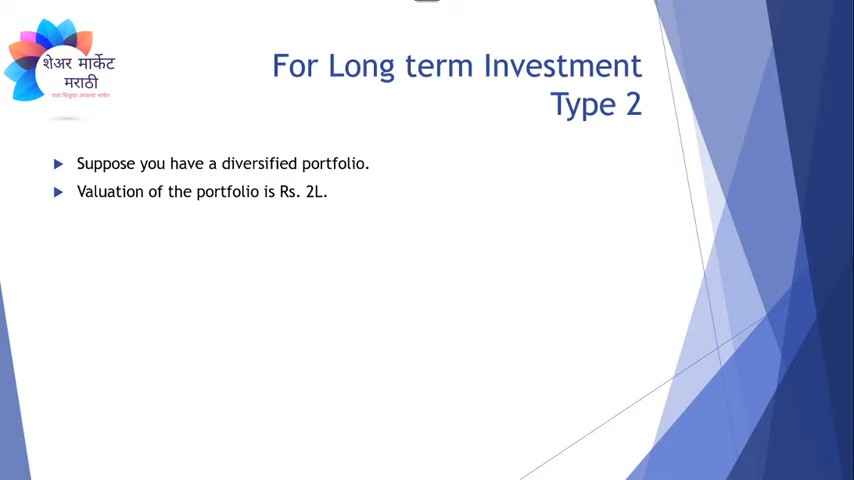 शेअर मार्केट
मराठी
For Long term Investment
Type 2
Suppose you have a diversified portfolio.
Valuation of the portfolio is Rs. 2L.